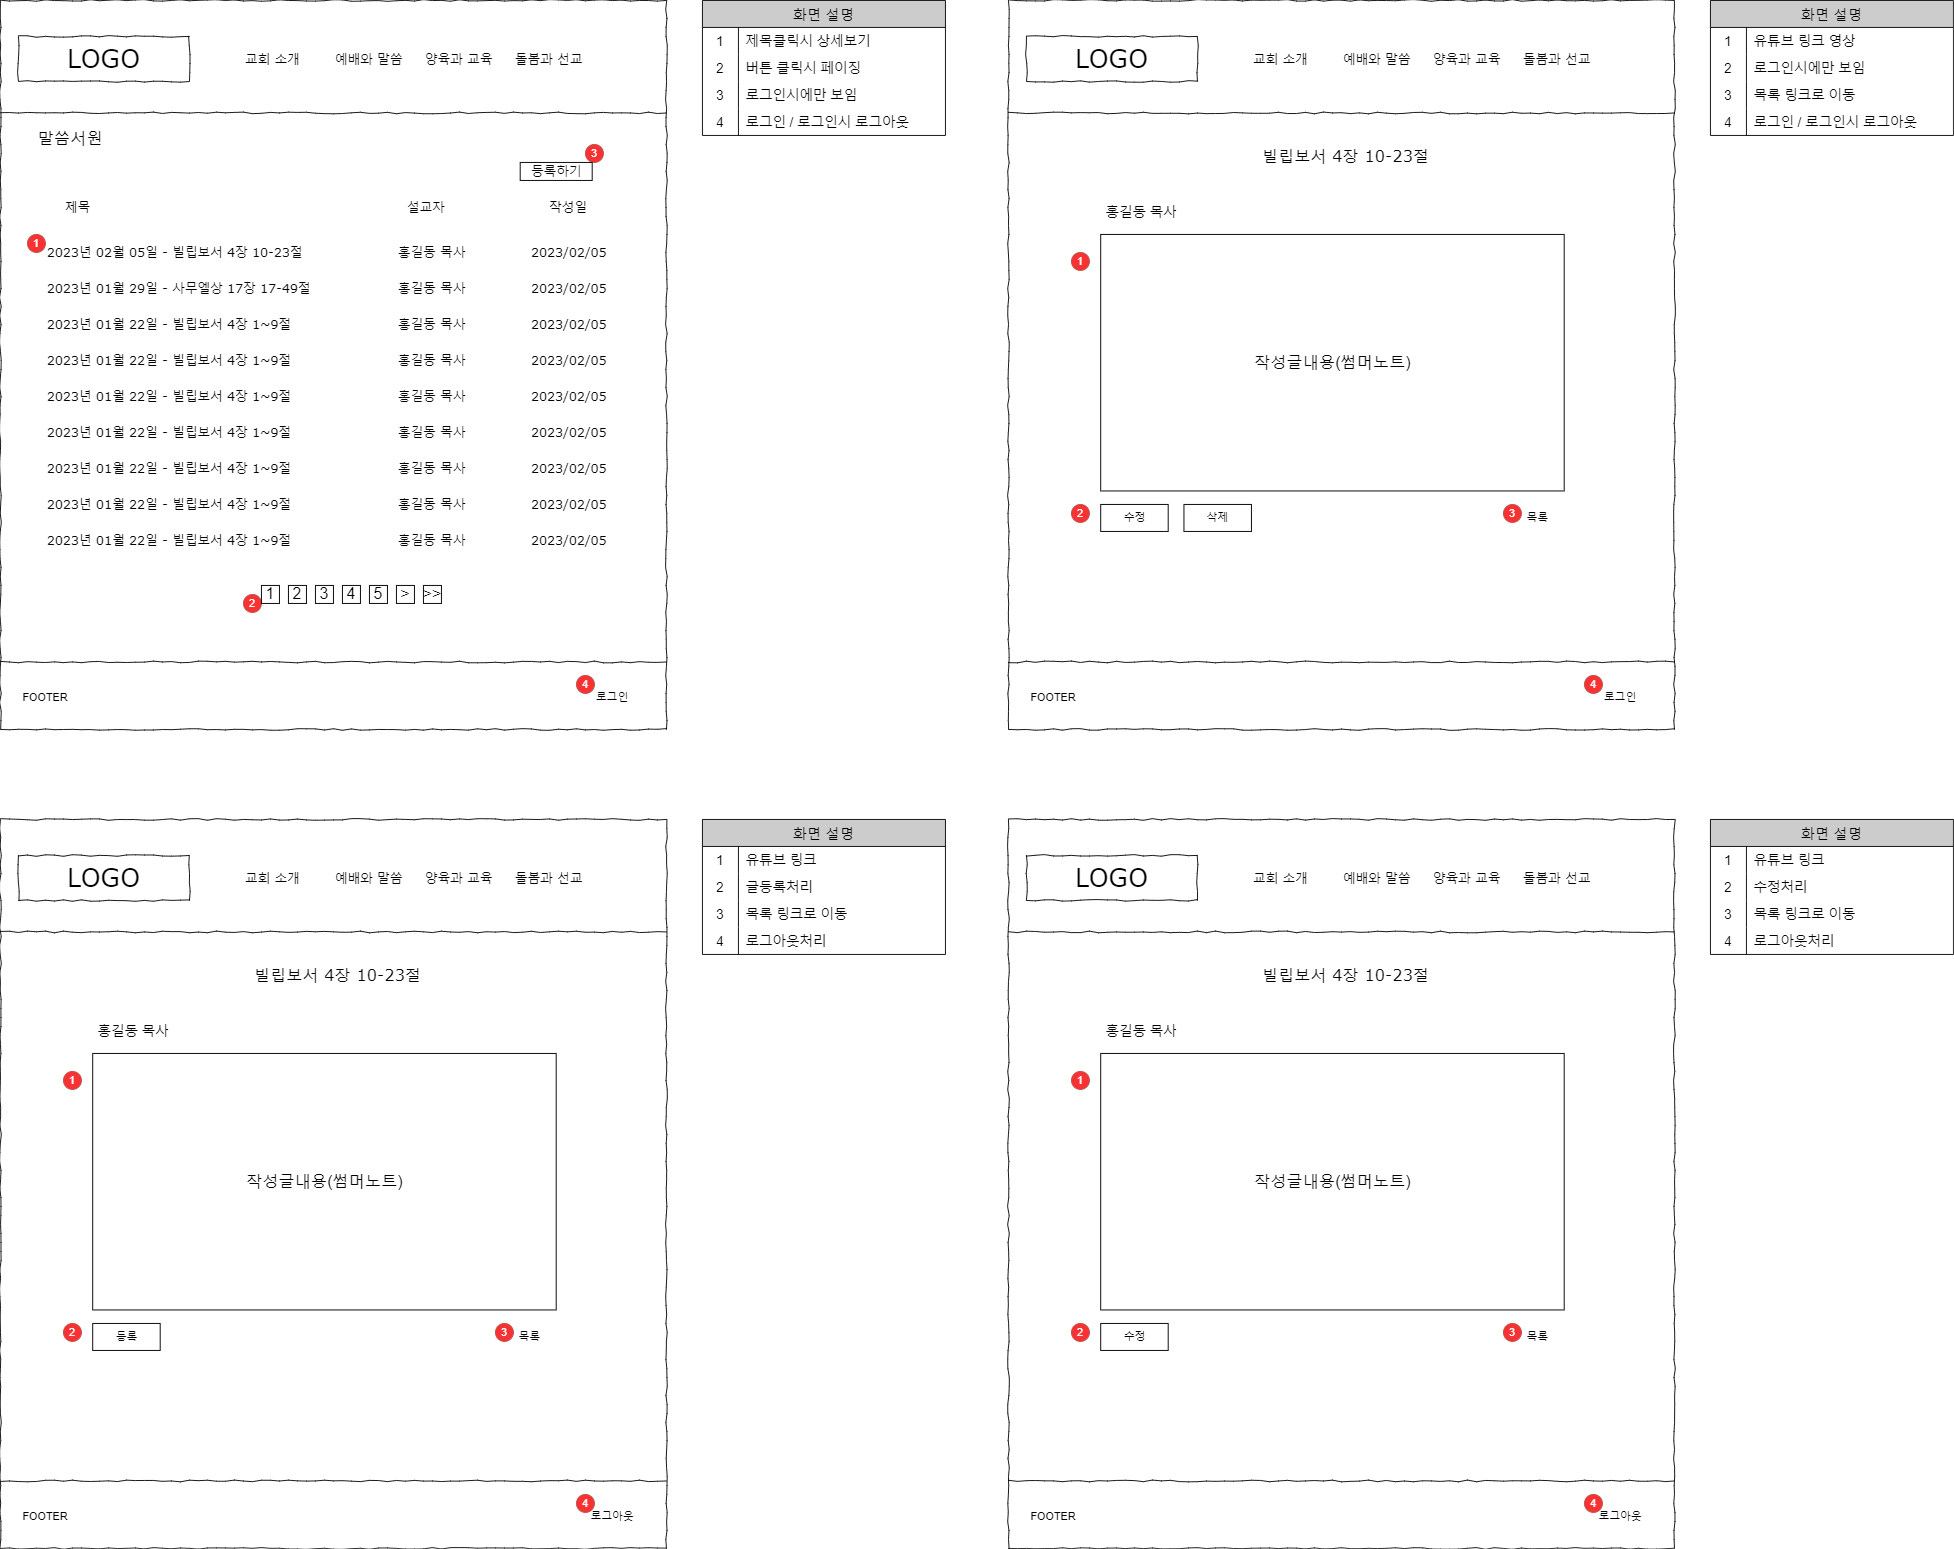 LOGO
교회 소개 예배와 말씀 양육과 교육 돌봄과 선교
말씀서원
3
등록하기
제목 설교자 작성일
1
2023년 02월 05일 - 빌립보서 4장 10-23절 홍길동 목사 2023/02/05
2023년 01월 29일 - 사무엘상 17장 17-49절 홍길동 목사 2023/02/05
2023년 01월 22일 - 빌립보서 4장 1~9절 홍길동 목사 2023/02/05
2023년 01월 22일 - 빌립보서 4장 1~9절 홍길동 목사 2023/02/05
2023년 01월 22일 - 빌립보서 4장 1~9절 홍길동 목사 2023/02/05
2023년 01월 22일 - 빌립보서 4장 1~9절 홍길동 목사 2023/02/05
2023년 01월 22일 - 빌립보서 4장 1~9절 홍길동 목사 2023/02/05
2023년 01월 22일 - 빌립보서 4장 1~9절 홍길동 목사 2023/02/05
2023년 01월 22일 - 빌립보서 4장 1~9절 홍길동 목사 2023/02/05
2
1 2 3 4 5 > >>
4
FOOTER 로그인
화면 설명
1 제목클릭시 상세보기
2 버튼 클릭시 페이징
3 로그인시에만 보임
4 로그인 / 로그인시 로그아웃
LOGO
교회 소개 예배와 말씀 양육과 교육 돌봄과 선교
빌립보서 4장 10-23절
홍길동 목사
1
작성글내용(썸머노트)
2 수정 삭제 3 목록
4
FOOTER 로그인
화면 설명
1 유튜브 링크 영상
2 로그인시에만 보임
3 목록 링크로 이동
4 로그인 / 로그인시 로그아웃
LOGO
교회 소개 예배와 말씀 양육과 교육 돌봄과 선교
빌립보서 4장 10-23절
홍길동 목사
1
작성글내용(썸머노트)
2 등록 3 목록
4
FOOTER 로그아웃
화면 설명
1 유튜브 링크
2 글등록처리
3 목록 링크로 이동
4 로그아웃처리
LOGO
교회 소개 예배와 말씀 양육과 교육 돌봄과 선교
빌립보서 4장 10-23절
홍길동 목사
1
작성글내용(썸머노트)
2 수정 3 목록
4
FOOTER 로그아웃
화면 설명
1 유튜브 링크
2 수정처리
3 목록 링크로 이동
4 로그아웃처리